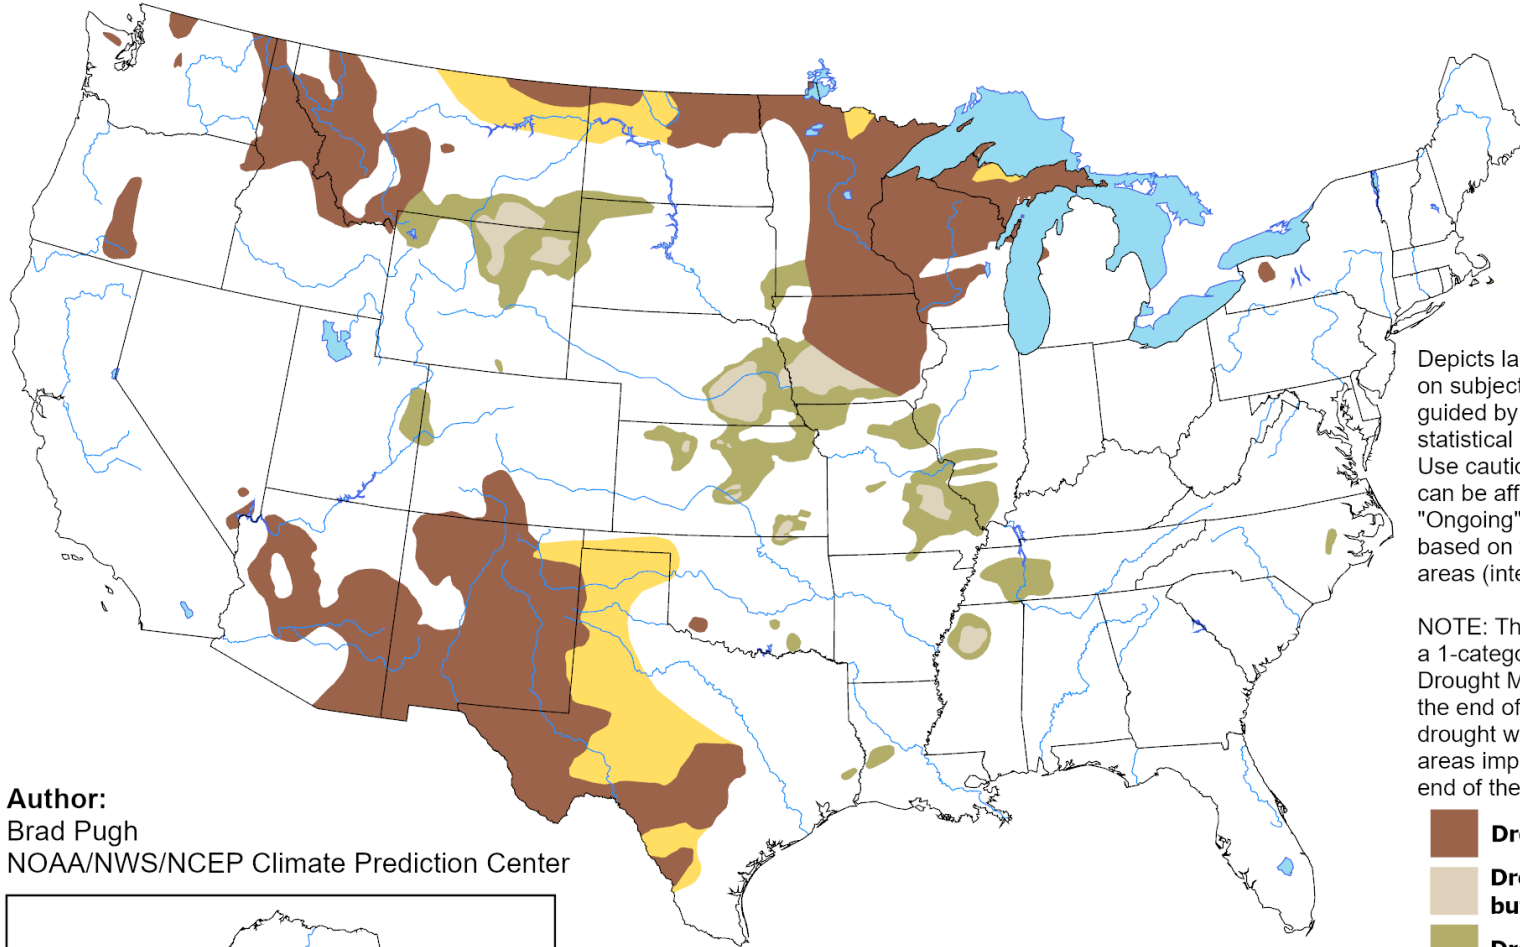 Depicts la
on subject
guided by
statistical
Use cautic
can be aff
"Ongoing"
based on
areas (inte
NOTE: Th
a 1-catego
Drought M
the end of
drought w
areas imp
end of the
Author:
Brad Pugh
NOAA/NWS/NCEP Climate Prediction Center
Dr
Dr
bu